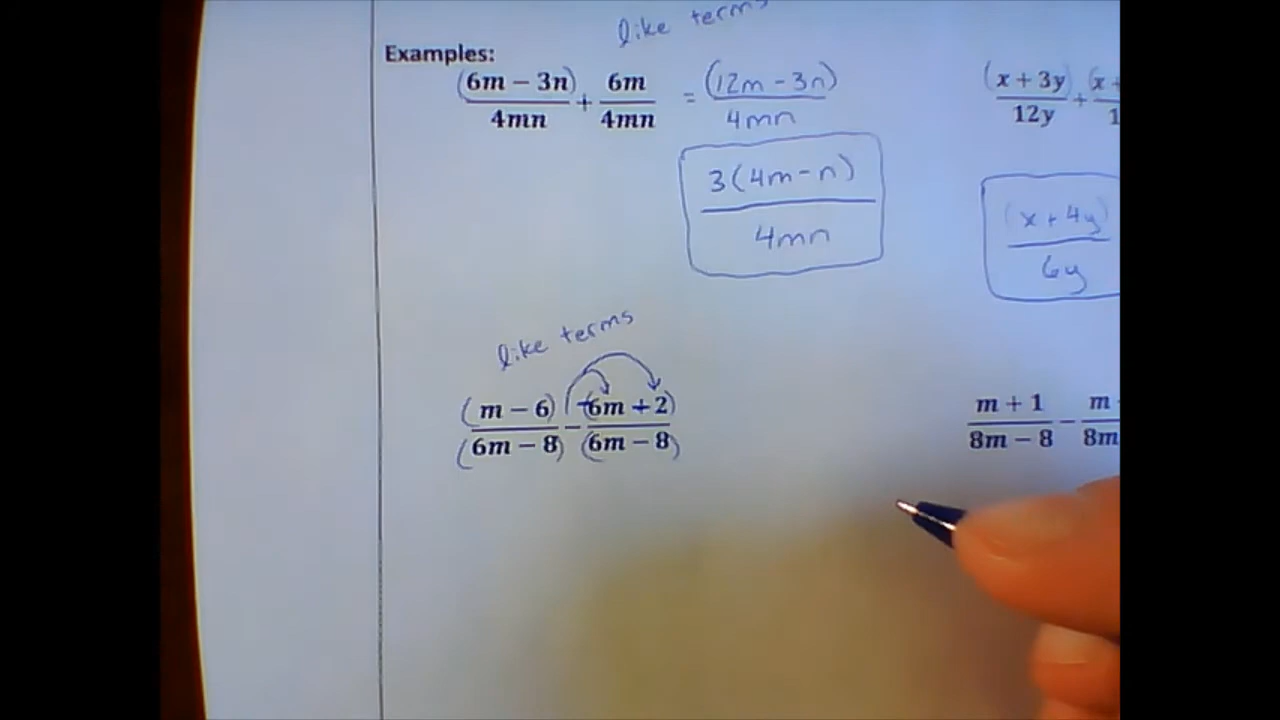 like terms
Examples:
(6m − 3n)/4mn + 6m/4mn = (12m − 3n)/4mn
(x + 3y)/12y +
3(4m − n)/4mn
(x + 4y)/6y
like terms
(m − 6)/(6m − 8) − (6m + 2)/(6m − 8)
m + 1/8m − 8 − m/8m